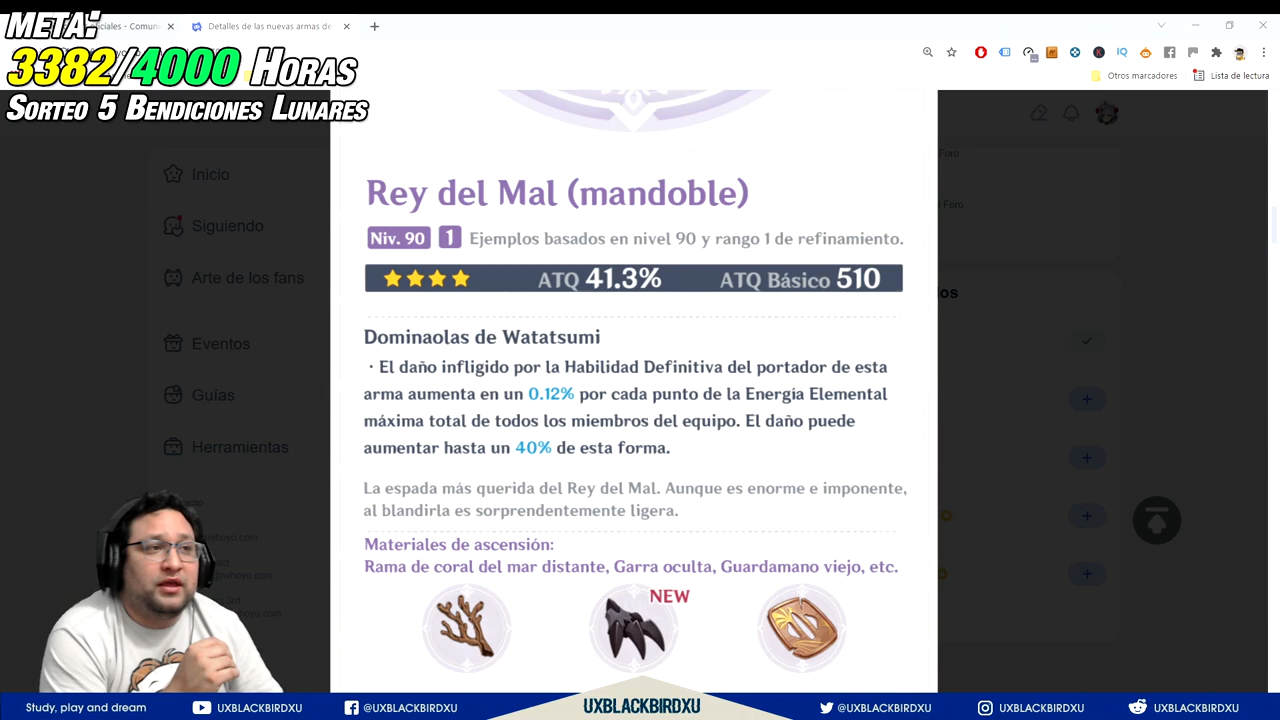 META:
3382/4000 HORAS
SORTEO 5 BENDICIONES LUNARES
ciales - Comun
Detalles de las nuevas armas de
IQ
Otros marcadores
Lista de lectura
Inicio
Siguiendo
Arte de los fans
Eventos
Guías
Herramientas
Foro
Foro
los
Rey del Mal (mandoble)
Niv. 90 1 Ejemplos basados en nivel 90 y rango 1 de refinamiento.
ATQ 41.3% ATQ Básico 510
Dominaolas de Watatsumi
· El daño infligido por la Habilidad Definitiva del portador de esta
arma aumenta en un 0.12% por cada punto de la Energía Elemental
máxima total de todos los miembros del equipo. El daño puede
aumentar hasta un 40% de esta forma.
La espada más querida del Rey del Mal. Aunque es enorme e imponente,
al blandirla es sorprendentemente ligera.
Materiales de ascensión:
Rama de coral del mar distante, Garra oculta, Guardamano viejo, etc.
NEW
Study, play and dream
UXBLACKBIRDXU
@UXBLACKBIRDXU
UXBLACKBIRDXU
@UXBLACKBIRDXU
UXBLACKBIRDXU
UXBLACKBIRDXU